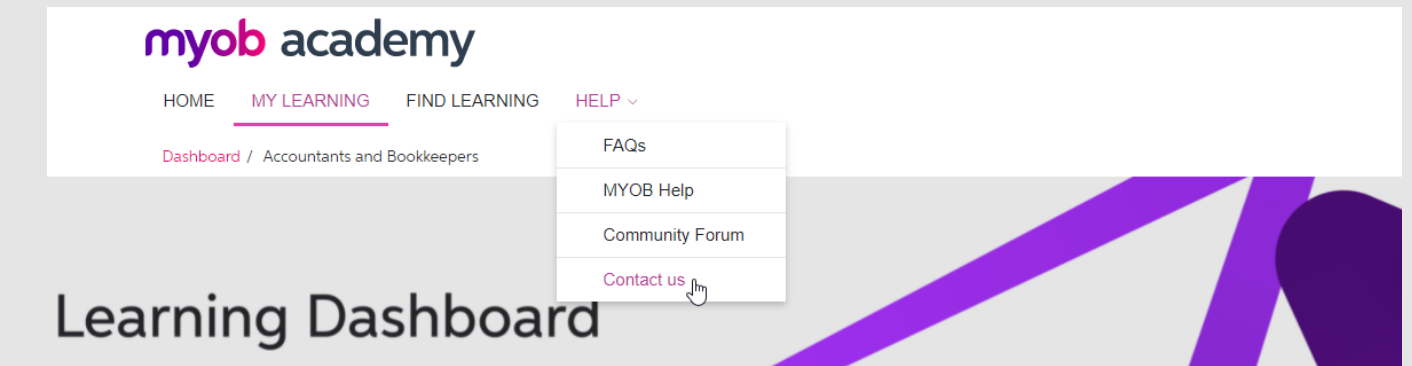 myob academy
HOME MY LEARNING FIND LEARNING HELP
Dashboard / Accountants and Bookkeepers
FAQs
MYOB Help
Community Forum
Contact us
Learning Dashboard